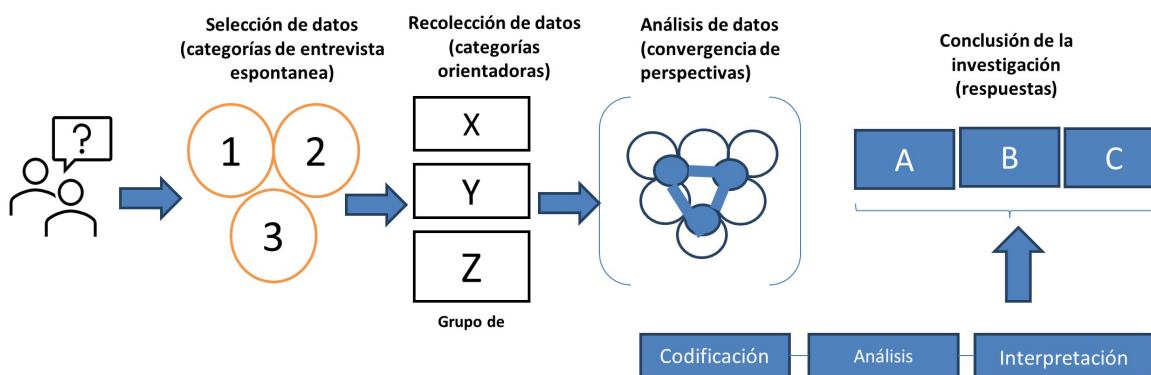 Selección de datos
(categorías de entrevista
espontanea)
Recolección de datos
(categorías
orientadoras)
Análisis de datos
(convergencia de
perspectivas)
Conclusión de la
investigación
(respuestas)
?
1
2
3
X
Y
Z
Grupo de
A
B
C
Codificación
Análisis
Interpretación